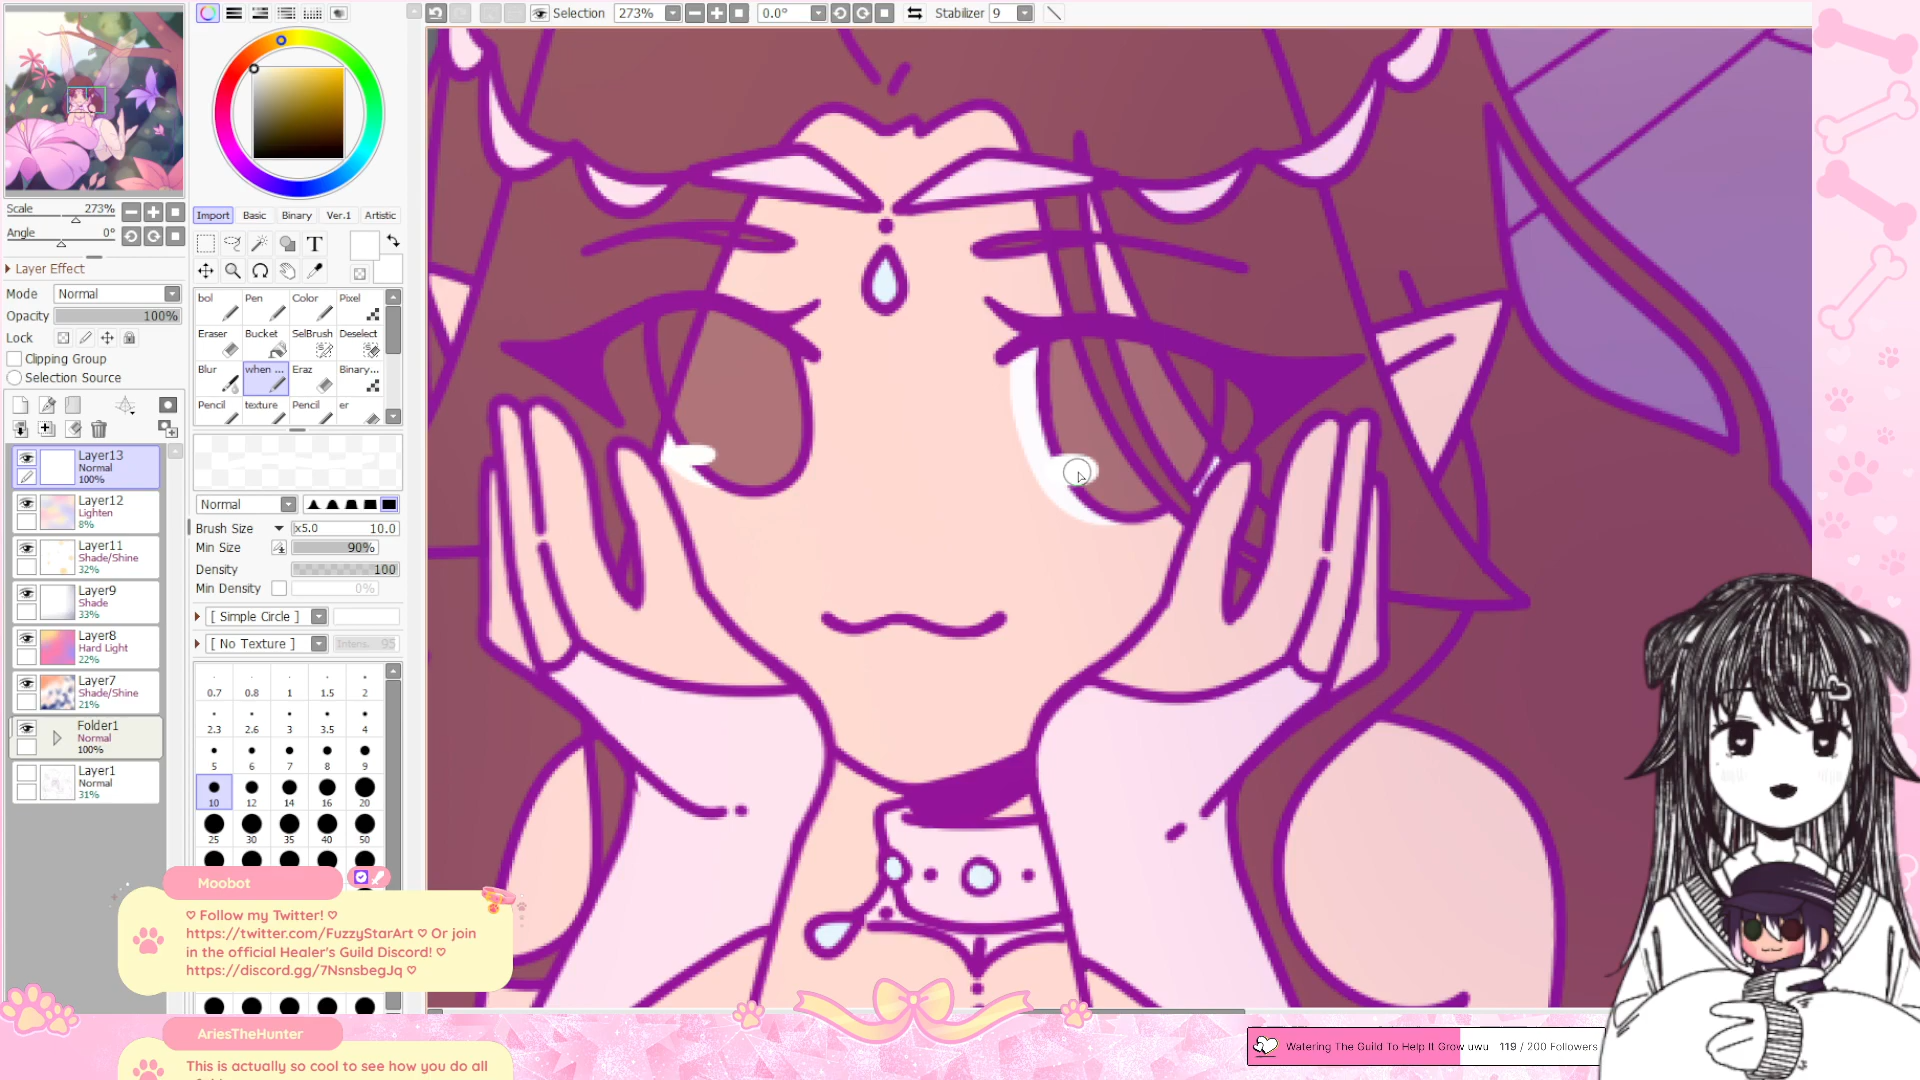 Selection 273% 0.0° Stabilizer 9
Scale 273%
Angle 0°
Layer Effect
Mode Normal
Opacity 100%
Lock
Clipping Group
Selection Source
Layer13
Normal
100%
Layer12
Lighten
8%
Layer11
Shade/Shine
32%
Layer9
Shade
33%
Layer8
Hard Light
22%
Layer7
Shade/Shine
21%
Folder1
Normal
100%
Layer1
Normal
31%
Import Basic Binary Ver.1 Artistic
T
bol Pen Color Pixel
Eraser Bucket SelBrush Deselect
Blur when ... Eraz Binary...
Pencil texture Pencil er
Normal
Brush Size x5.0 10.0
Min Size 90%
Density 100
Min Density 0%
[ Simple Circle ]
[ No Texture ] Intens. 95
0.7 0.8 1 1.5 2
2.3 2.6 3 3.5 4
5 6 7 8 9
10 12 14 16 20
25 30 35 40 50
Moobot
♡ Follow my Twitter! ♡
https://twitter.com/FuzzyStarArt ♡ Or join
in the official Healer's Guild Discord! ♡
https://discord.gg/7NsnsbegJq ♡
AriesTheHunter
This is actually so cool to see how you do all
Watering The Guild To Help It Grow uwu 119 / 200 Followers